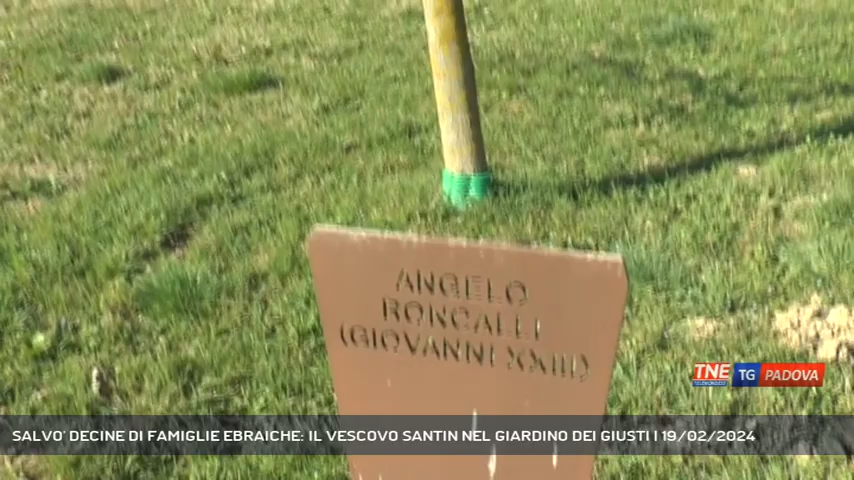 ANGELO
RONCALLI
(GIOVANNI XXIII)
TNE
TELENORDEST
TG
PADOVA
SALVO' DECINE DI FAMIGLIE EBRAICHE: IL VESCOVO SANTIN NEL GIARDINO DEI GIUSTI | 19/02/2024